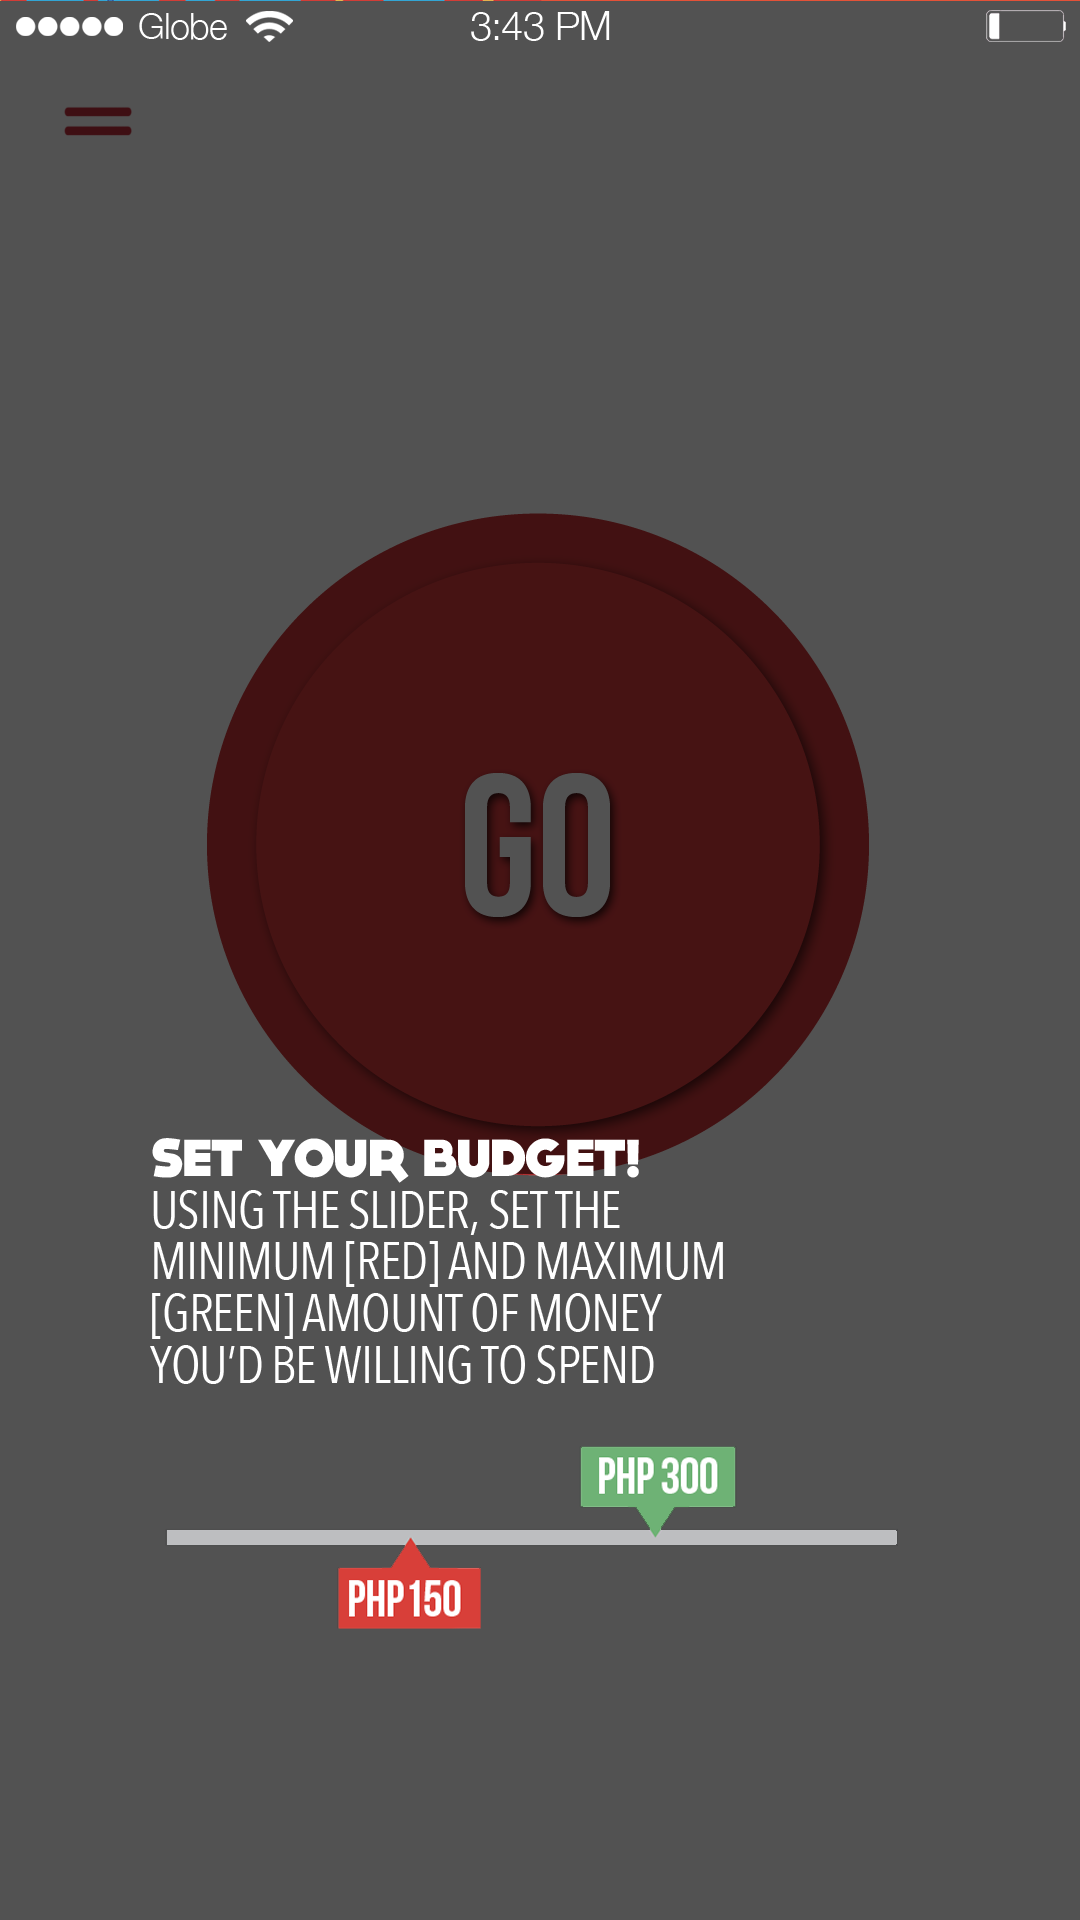 Globe
3:43 PM
GO
SET YOUR BUDGET!
USING THE SLIDER, SET THE
MINIMUM [RED] AND MAXIMUM
[GREEN] AMOUNT OF MONEY
YOU'D BE WILLING TO SPEND
PHP 300
PHP 150